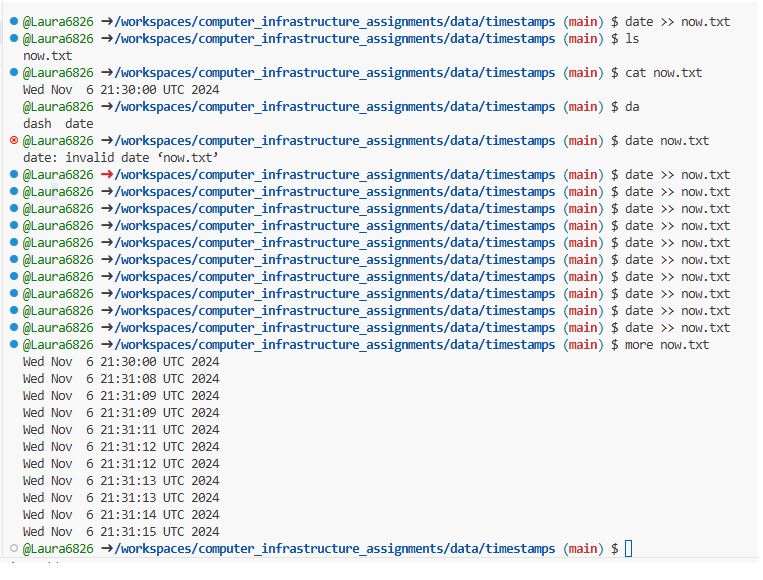 @Laura6826 ➜/workspaces/computer_infrastructure_assignments/data/timestamps (main) $ date >> now.txt
@Laura6826 ➜/workspaces/computer_infrastructure_assignments/data/timestamps (main) $ ls
now.txt
@Laura6826 ➜/workspaces/computer_infrastructure_assignments/data/timestamps (main) $ cat now.txt
Wed Nov  6 21:30:00 UTC 2024
@Laura6826 ➜/workspaces/computer_infrastructure_assignments/data/timestamps (main) $ da
dash  date
@Laura6826 ➜/workspaces/computer_infrastructure_assignments/data/timestamps (main) $ date now.txt
date: invalid date ‘now.txt’
@Laura6826 ➜/workspaces/computer_infrastructure_assignments/data/timestamps (main) $ date >> now.txt
@Laura6826 ➜/workspaces/computer_infrastructure_assignments/data/timestamps (main) $ date >> now.txt
@Laura6826 ➜/workspaces/computer_infrastructure_assignments/data/timestamps (main) $ date >> now.txt
@Laura6826 ➜/workspaces/computer_infrastructure_assignments/data/timestamps (main) $ date >> now.txt
@Laura6826 ➜/workspaces/computer_infrastructure_assignments/data/timestamps (main) $ date >> now.txt
@Laura6826 ➜/workspaces/computer_infrastructure_assignments/data/timestamps (main) $ date >> now.txt
@Laura6826 ➜/workspaces/computer_infrastructure_assignments/data/timestamps (main) $ date >> now.txt
@Laura6826 ➜/workspaces/computer_infrastructure_assignments/data/timestamps (main) $ date >> now.txt
@Laura6826 ➜/workspaces/computer_infrastructure_assignments/data/timestamps (main) $ date >> now.txt
@Laura6826 ➜/workspaces/computer_infrastructure_assignments/data/timestamps (main) $ date >> now.txt
@Laura6826 ➜/workspaces/computer_infrastructure_assignments/data/timestamps (main) $ more now.txt
Wed Nov  6 21:30:00 UTC 2024
Wed Nov  6 21:31:08 UTC 2024
Wed Nov  6 21:31:09 UTC 2024
Wed Nov  6 21:31:09 UTC 2024
Wed Nov  6 21:31:11 UTC 2024
Wed Nov  6 21:31:12 UTC 2024
Wed Nov  6 21:31:12 UTC 2024
Wed Nov  6 21:31:13 UTC 2024
Wed Nov  6 21:31:13 UTC 2024
Wed Nov  6 21:31:14 UTC 2024
Wed Nov  6 21:31:15 UTC 2024
@Laura6826 ➜/workspaces/computer_infrastructure_assignments/data/timestamps (main) $